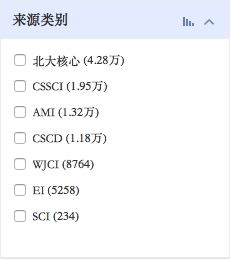 来源类别
北大核心 (4.28万)
CSSCI (1.95万)
AMI (1.32万)
CSCD (1.18万)
WJCI (8764)
EI (5258)
SCI (234)